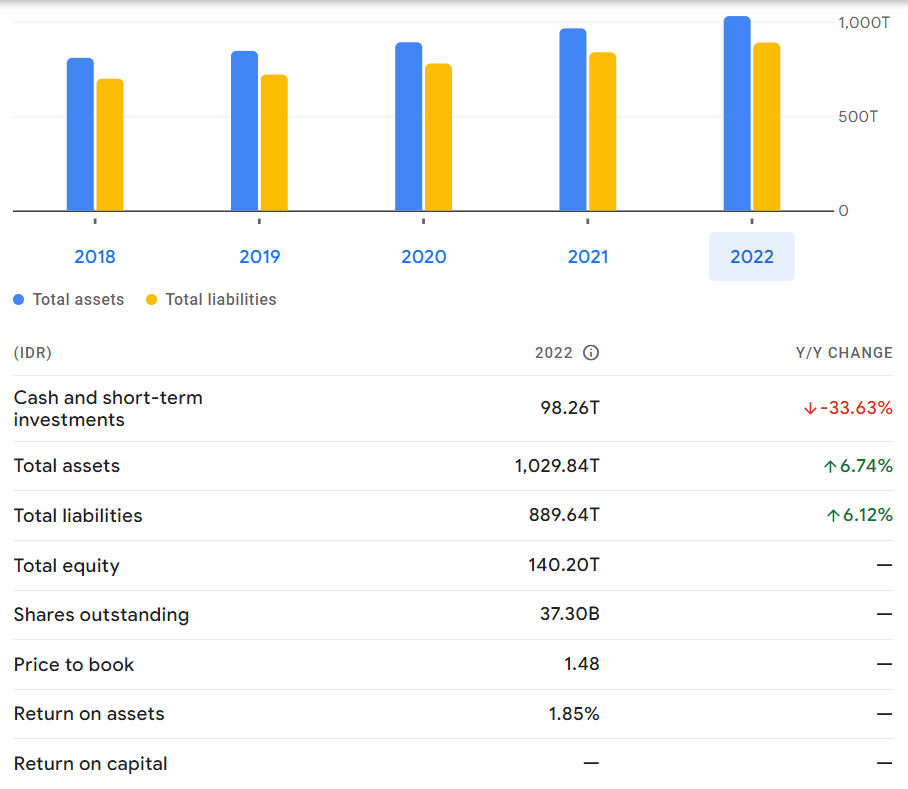 1,000T
500T
0
2018 2019 2020 2021 2022
Total assets Total liabilities
(IDR) 2022 Y/Y CHANGE
Cash and short-term
investments 98.26T ↓-33.63%
Total assets 1,029.84T ↑6.74%
Total liabilities 889.64T ↑6.12%
Total equity 140.20T —
Shares outstanding 37.30B —
Price to book 1.48 —
Return on assets 1.85% —
Return on capital — —